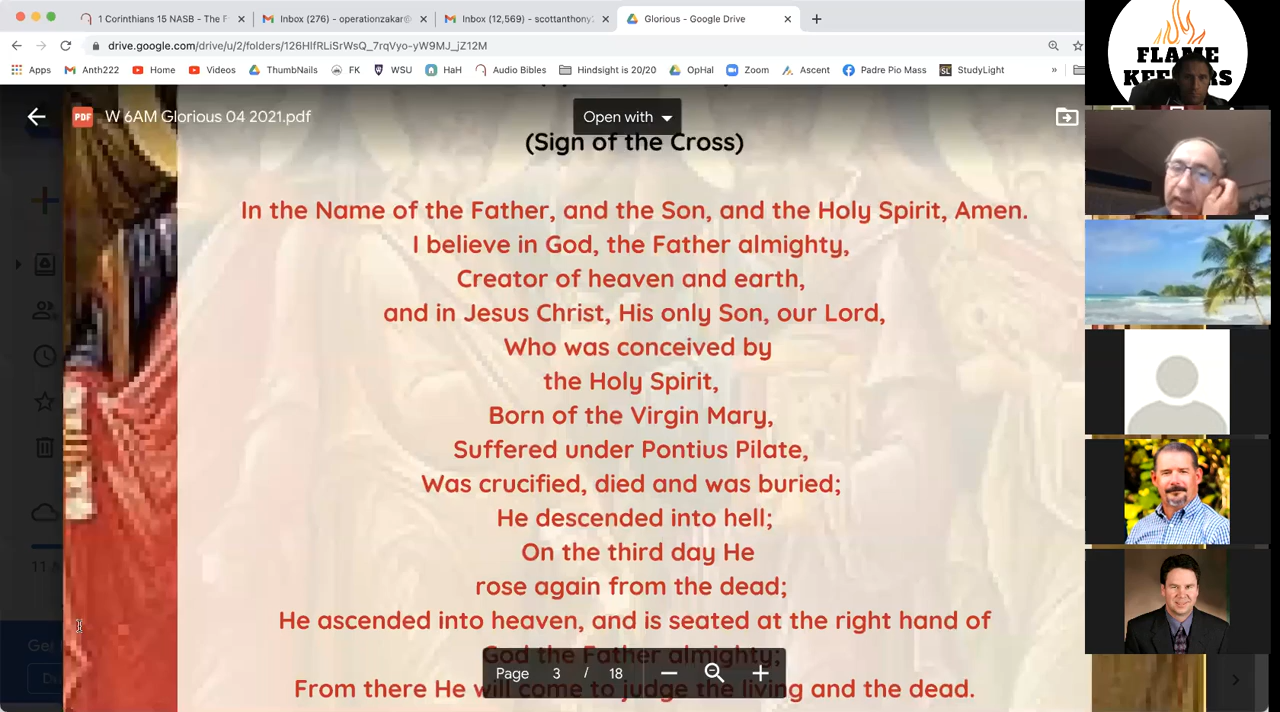 1 Corinthians 15 NASB - The F
Inbox (276) - operationzakar@
Inbox (12,569) - scottanthony2
Glorious - Google Drive
drive.google.com/drive/u/2/folders/126HIfRLiSrWsQ_7rqVyo-yW9MJ_jZ12M
Apps Anth222 Home Videos ThumbNails FK WSU HaH Audio Bibles Hindsight is 20/20 OpHal Zoom Ascent Padre Pio Mass StudyLight »
FLAME
KEEPERS
PDF W 6AM Glorious 04 2021.pdf
Open with
(Sign of the Cross)
In the Name of the Father, and the Son, and the Holy Spirit, Amen.
I believe in God, the Father almighty,
Creator of heaven and earth,
and in Jesus Christ, His only Son, our Lord,
Who was conceived by
the Holy Spirit,
Born of the Virgin Mary,
Suffered under Pontius Pilate,
Was crucified, died and was buried;
He descended into hell;
On the third day He
rose again from the dead;
He ascended into heaven, and is seated at the right hand of
God the Father almighty;
Page 3 / 18
From there He will come to judge the living and the dead.